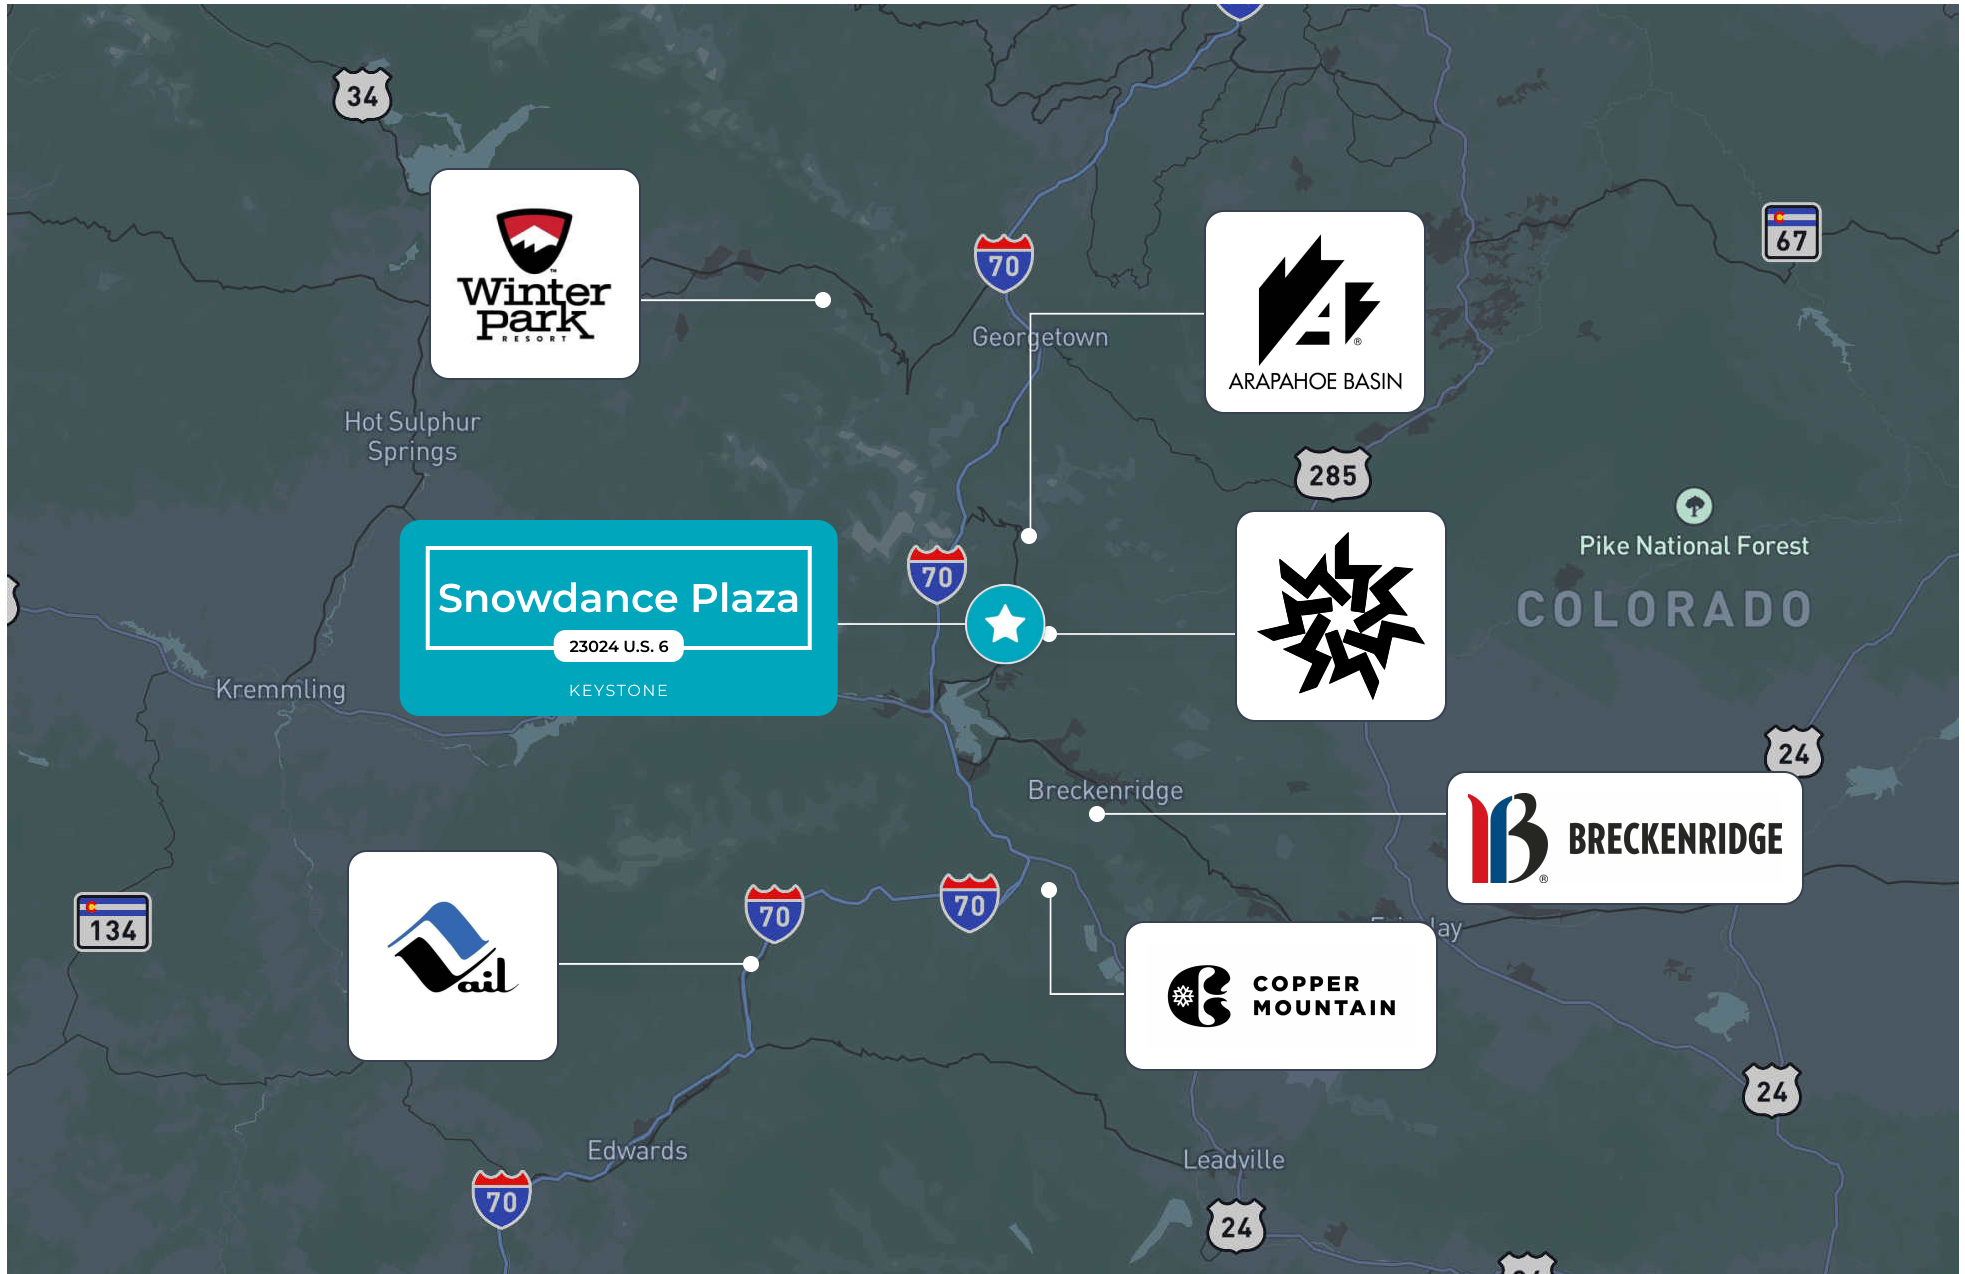 34
Winter
park
RESORT
70
Georgetown
ARAPAHOE BASIN
67
Hot Sulphur
Springs
285
Pike National Forest
COLORADO
70
Snowdance Plaza
23024 U.S. 6
KEYSTONE
Kremmling
24
Breckenridge
BRECKENRIDGE
134
70
70
Vail
COPPER
MOUNTAIN
24
Edwards
Leadville
70
24